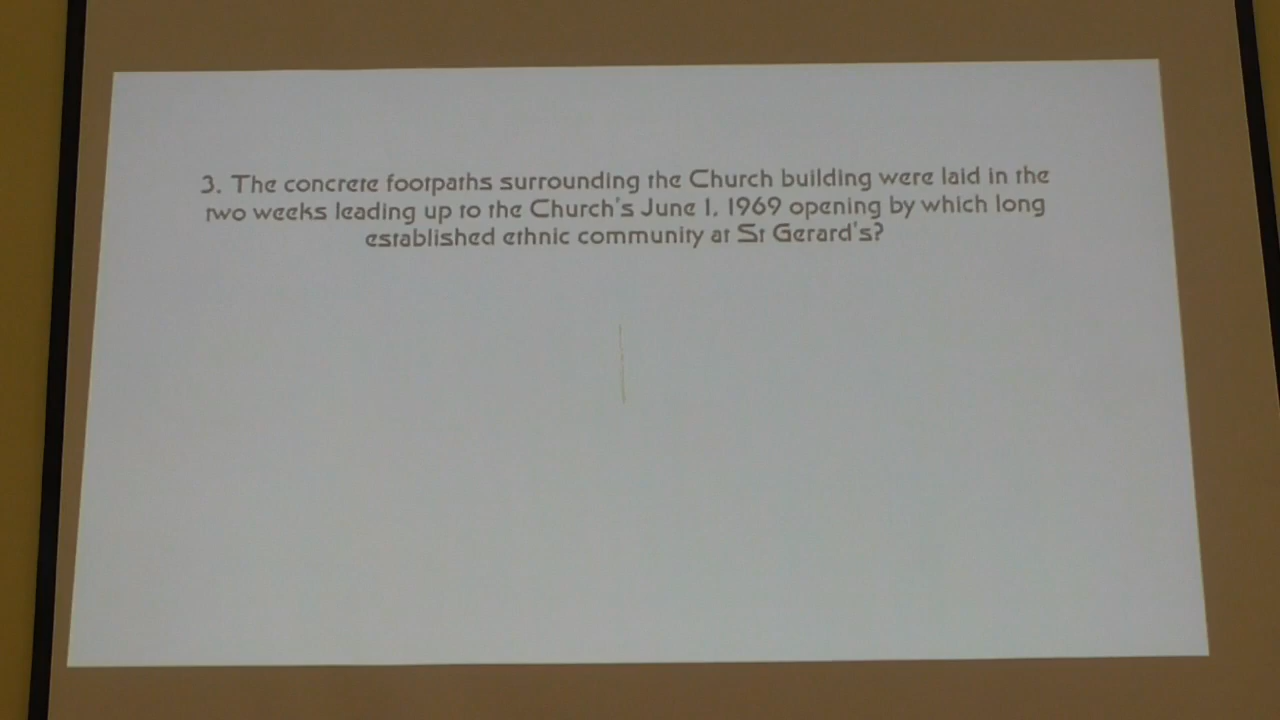 3. The concrete footpaths surrounding the Church building were laid in the
two weeks leading up to the Church's June 1, 1969 opening by which long
established ethnic community at St Gerard's?